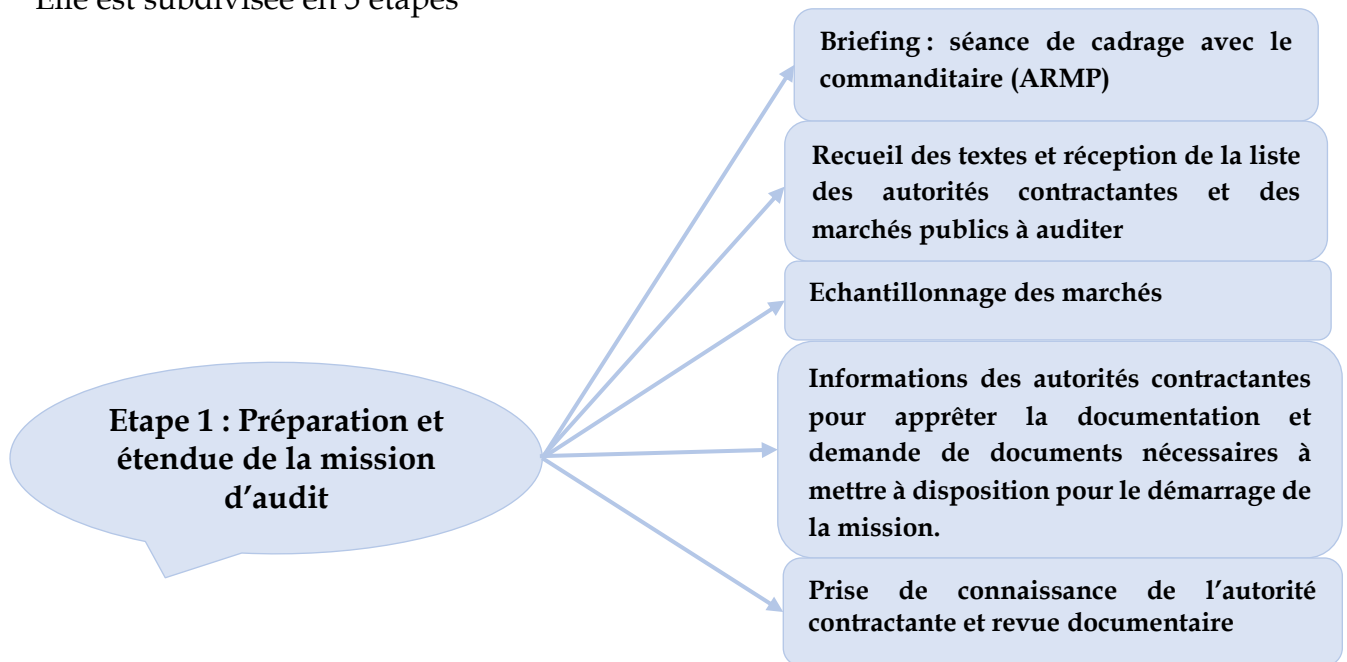 Elle est subdivisée en 5 étapes
Briefing : séance de cadrage avec le
commanditaire (ARMP)
Recueil des textes et réception de la liste
des autorités contractantes et des
marchés publics à auditer
Echantillonnage des marchés
Informations des autorités contractantes
pour apprêter la documentation et
demande de documents nécessaires à
mettre à disposition pour le démarrage de
la mission.
Prise de connaissance de l’autorité
contractante et revue documentaire
Etape 1 : Préparation et
étendue de la mission
d’audit